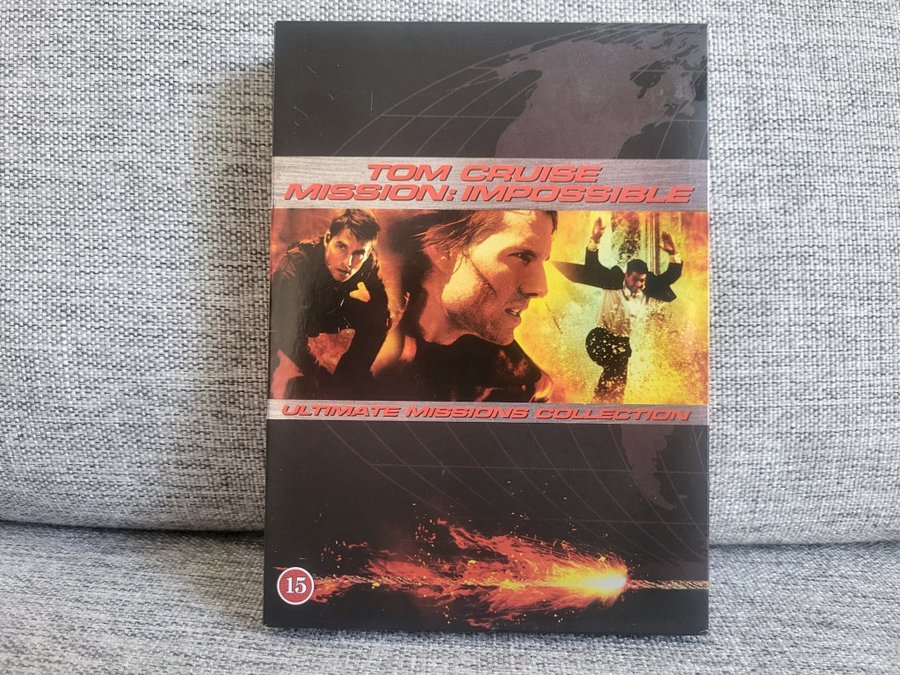 TOM CRUISE
MISSION: IMPOSSIBLE
ULTIMATE MISSIONS COLLECTION
15